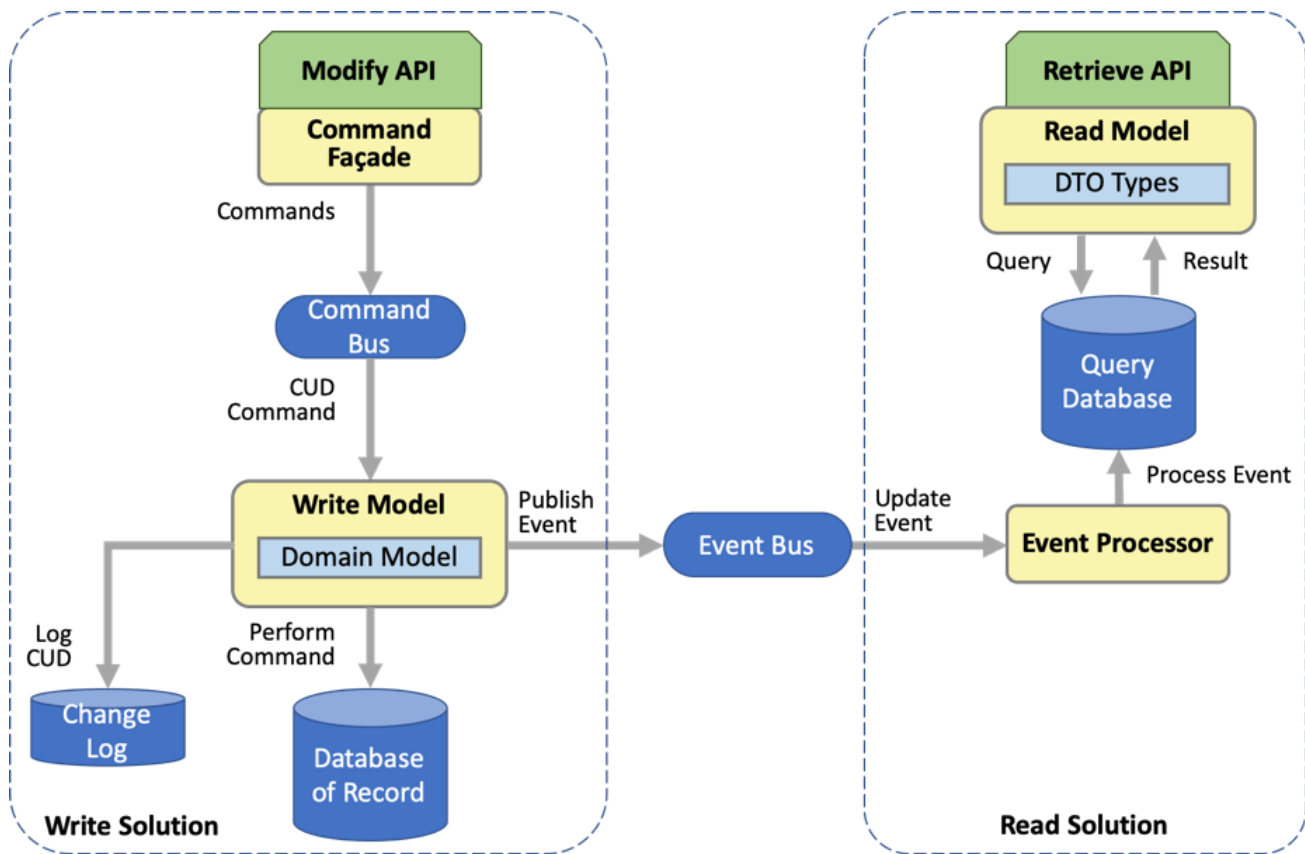 Modify API
Command
Façade
Commands
Command
Bus
CUD
Command
Write Model
Domain Model
Publish
Event
Log
CUD
Perform
Command
Change
Log
Database
of Record
Write Solution
Event Bus
Retrieve API
Read Model
DTO Types
Query
Result
Query
Database
Process Event
Update
Event
Event Processor
Read Solution